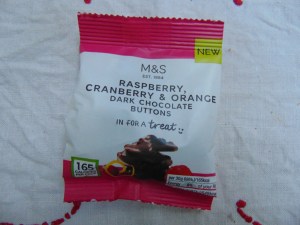 NEW
M&S
EST. 1884
RASPBERRY,
CRANBERRY & ORANGE
DARK CHOCOLATE
BUTTONS
IN FOR A treat
165